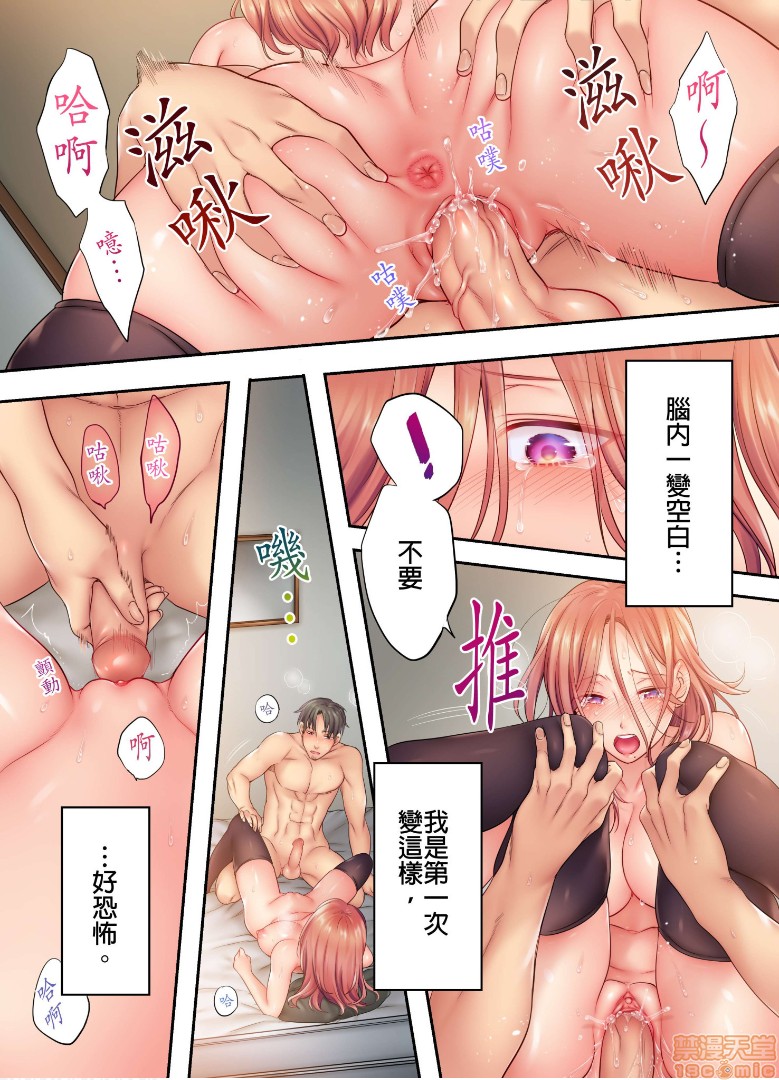 啊～
滋
啾
咕噗
滋
啾
哈啊
噫…
咕噗
腦內一變空白…
！
不要
推
我是第一次
變這樣，
嘰…
哈
哈
咕啾
咕啾
顫動
啊
…好恐怖。
哈啊
禁漫天堂
18comic